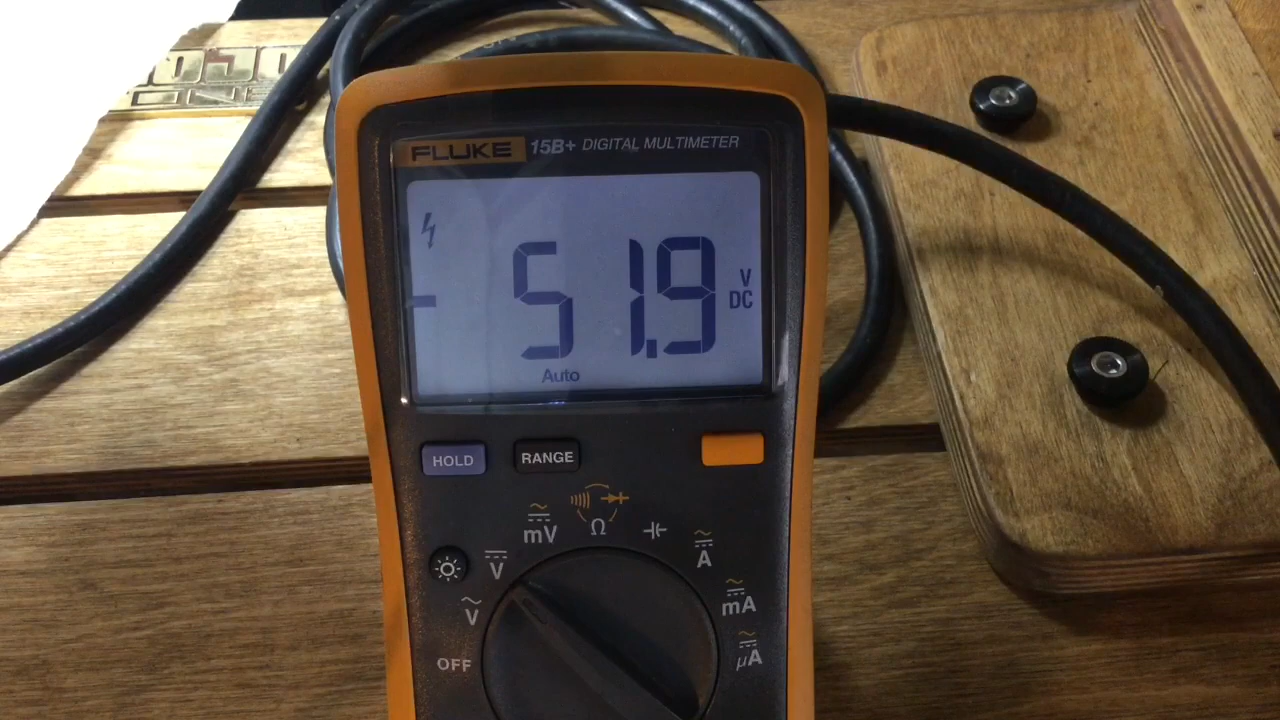 FLUKE 15B+ DIGITAL MULTIMETER
- 51.9 V DC
Auto
HOLD RANGE
mV Ω
V A
V mA
OFF µA